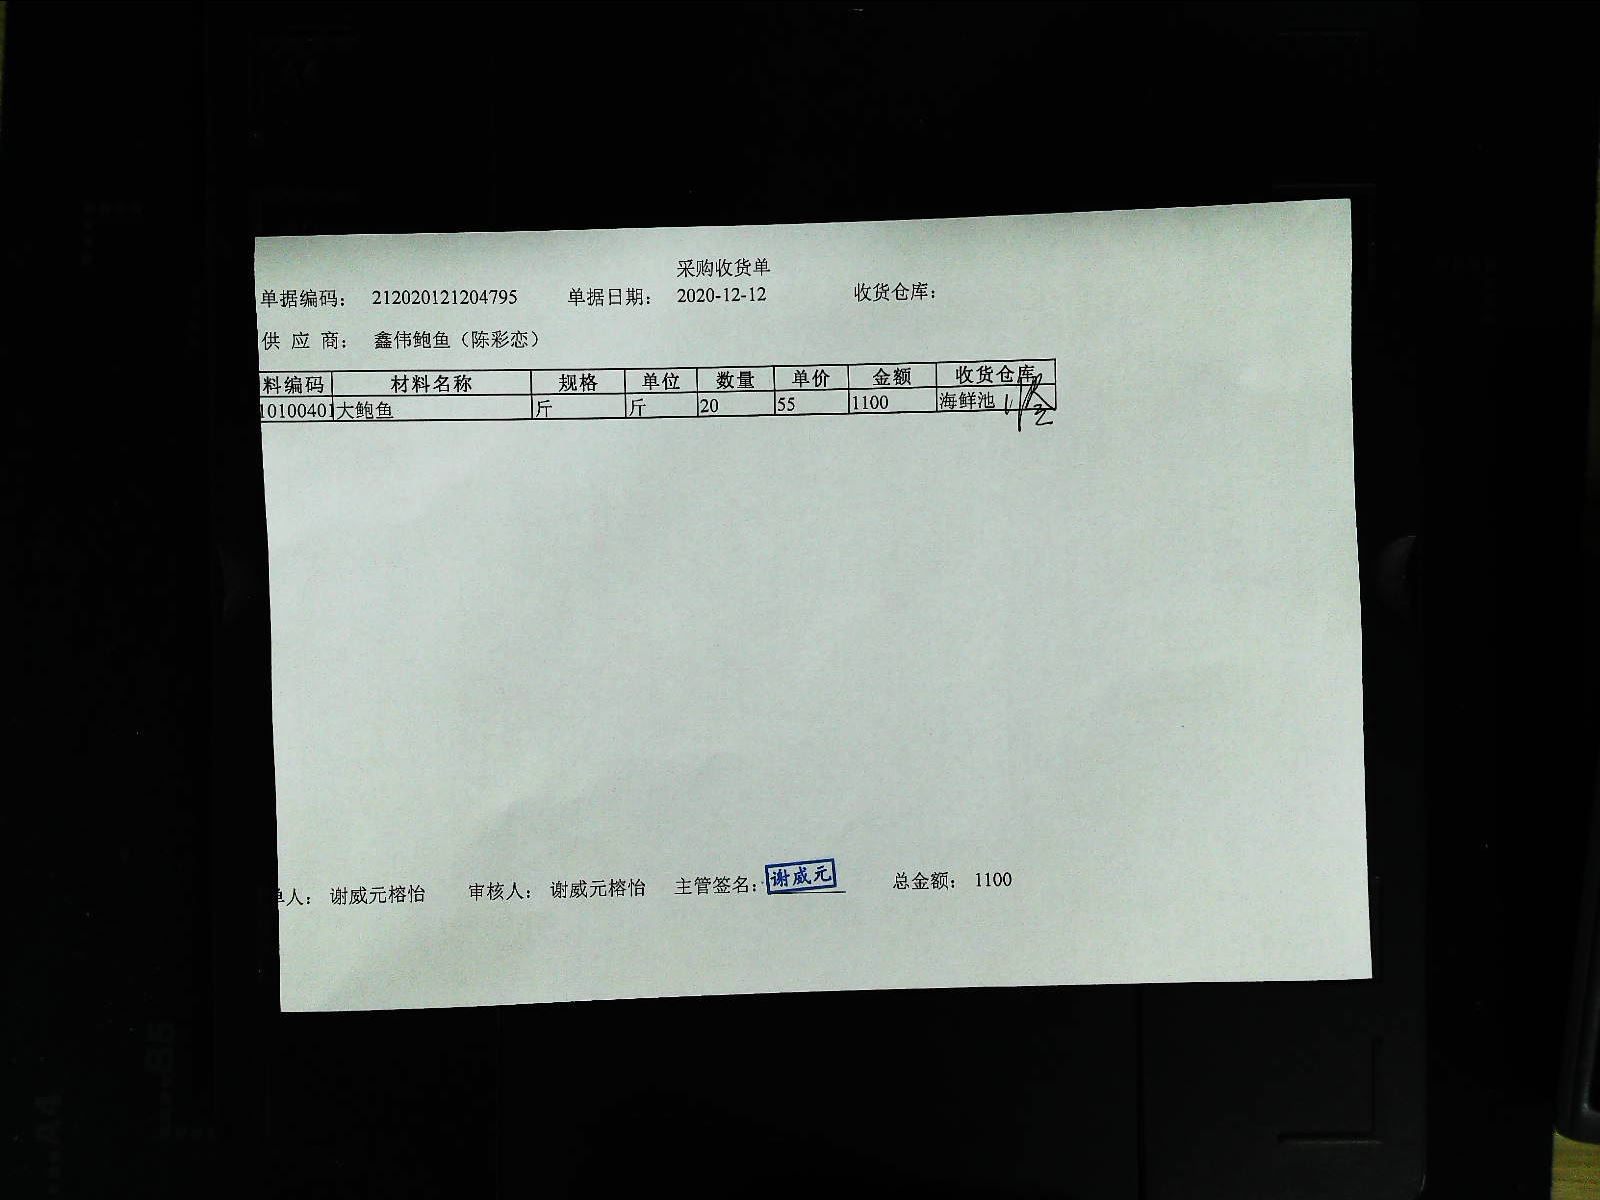 采购收货单
单据编码： 212020121204795 单据日期： 2020-12-12 收货仓库：
供 应 商： 鑫伟鲍鱼（陈彩恋）
料编码 材料名称 规格 单位 数量 单价 金额 收货仓库
10100401 大鲍鱼 斤 斤 20 55 1100 海鲜池
单人： 谢威元榕怡 审核人： 谢威元榕怡 主管签名： 谢威元 总金额： 1100